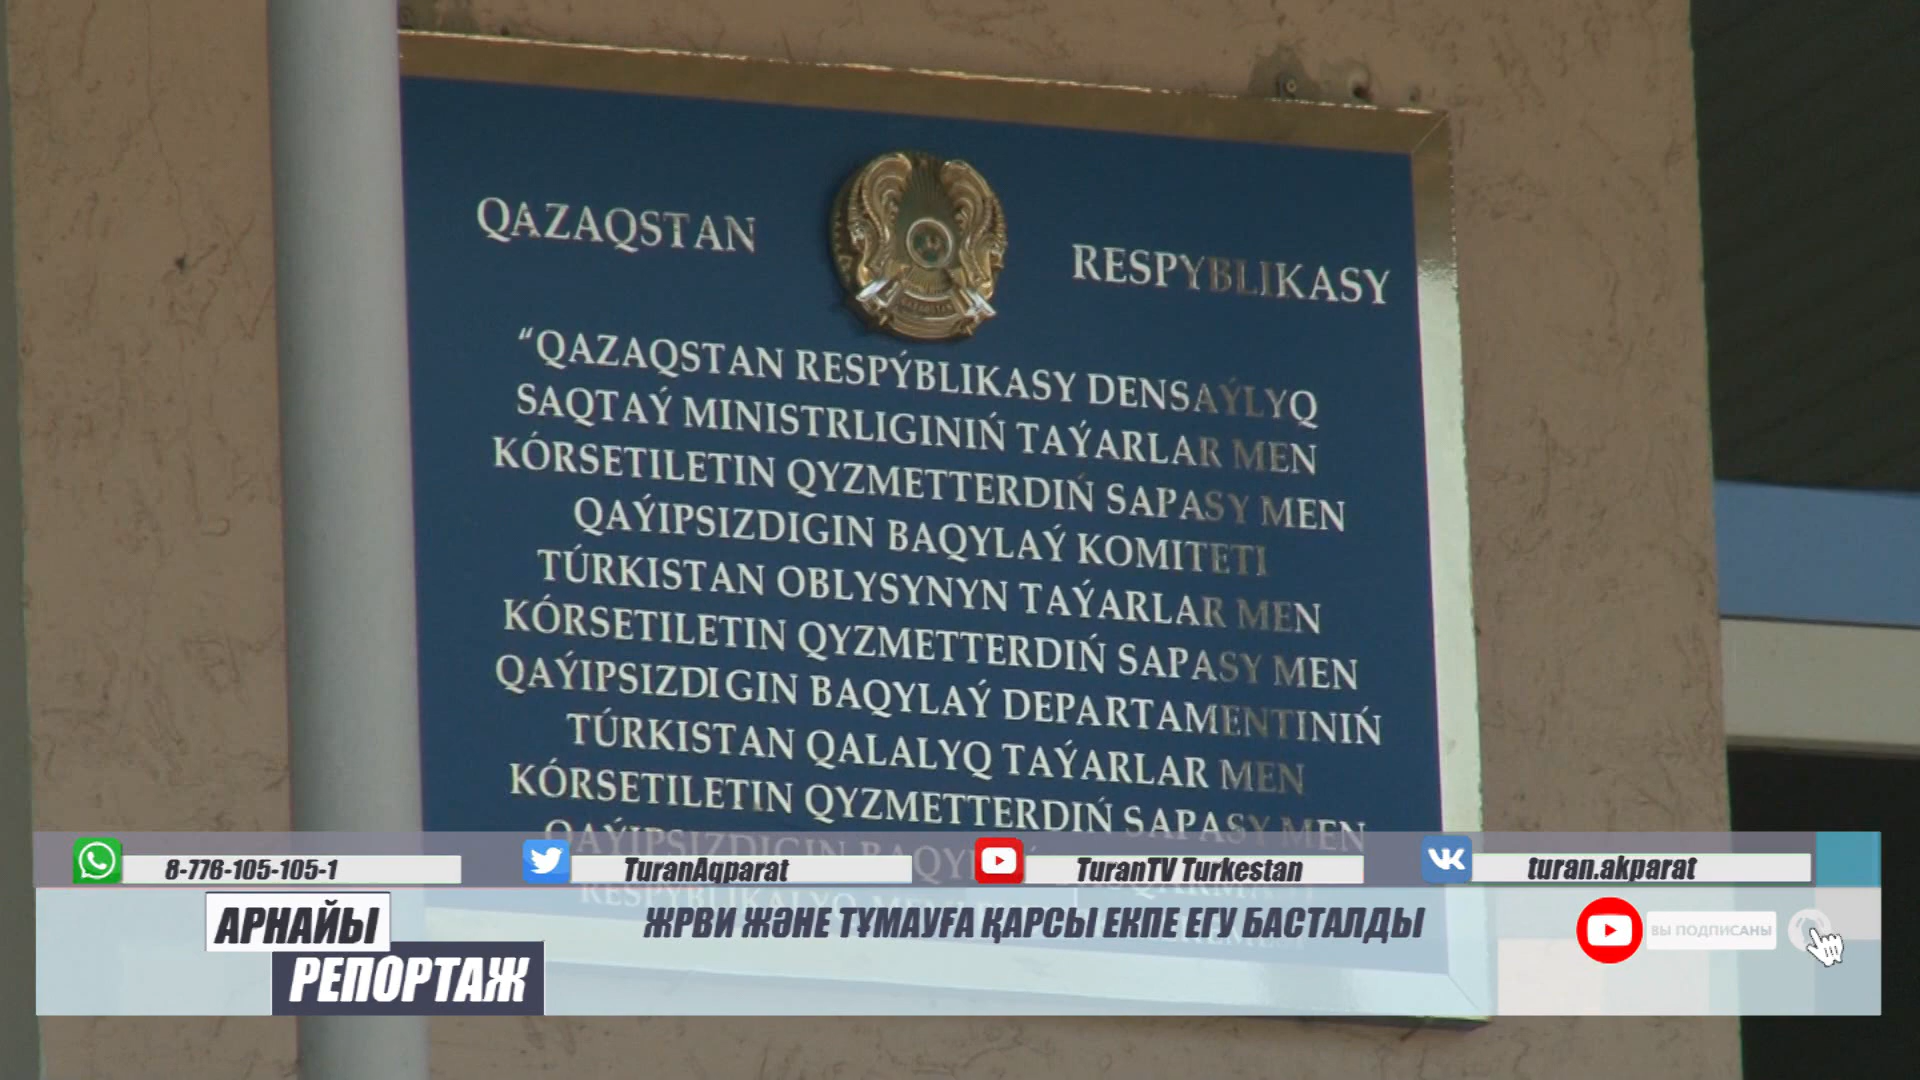 QAZAQSTAN RESPYBLIKASY
“QAZAQSTAN RESPÝBLIKASY DENSAÝLYQ
SAQTAÝ MINISTRLIGINIŃ TAÝARLAR MEN
KÓRSETILETIN QYZMETTERDIŃ SAPASY MEN
QAÝIPSIZDIGIN BAQYLAÝ KOMITETI
TÚRKISTAN OBLYSYNYN TAÝARLAR MEN
KÓRSETILETIN QYZMETTERDIŃ SAPASY MEN
QAÝIPSIZDIGIN BAQYLAÝ DEPARTAMENTINIŃ
TÚRKISTAN QALALYQ TAÝARLAR MEN
KÓRSETILETIN QYZMETTERDIŃ SAPASY MEN
QAÝIPSIZDIGIN
8-776-105-105-1 TuranAqparat TuranTV Turkestan turan.akparat
АРНАЙЫ
РЕПОРТАЖ
ЖРВИ ЖӘНЕ ТҰМАУҒА ҚАРСЫ ЕКПЕ ЕГУ БАСТАЛДЫ
ВЫ ПОДПИСАНЫ